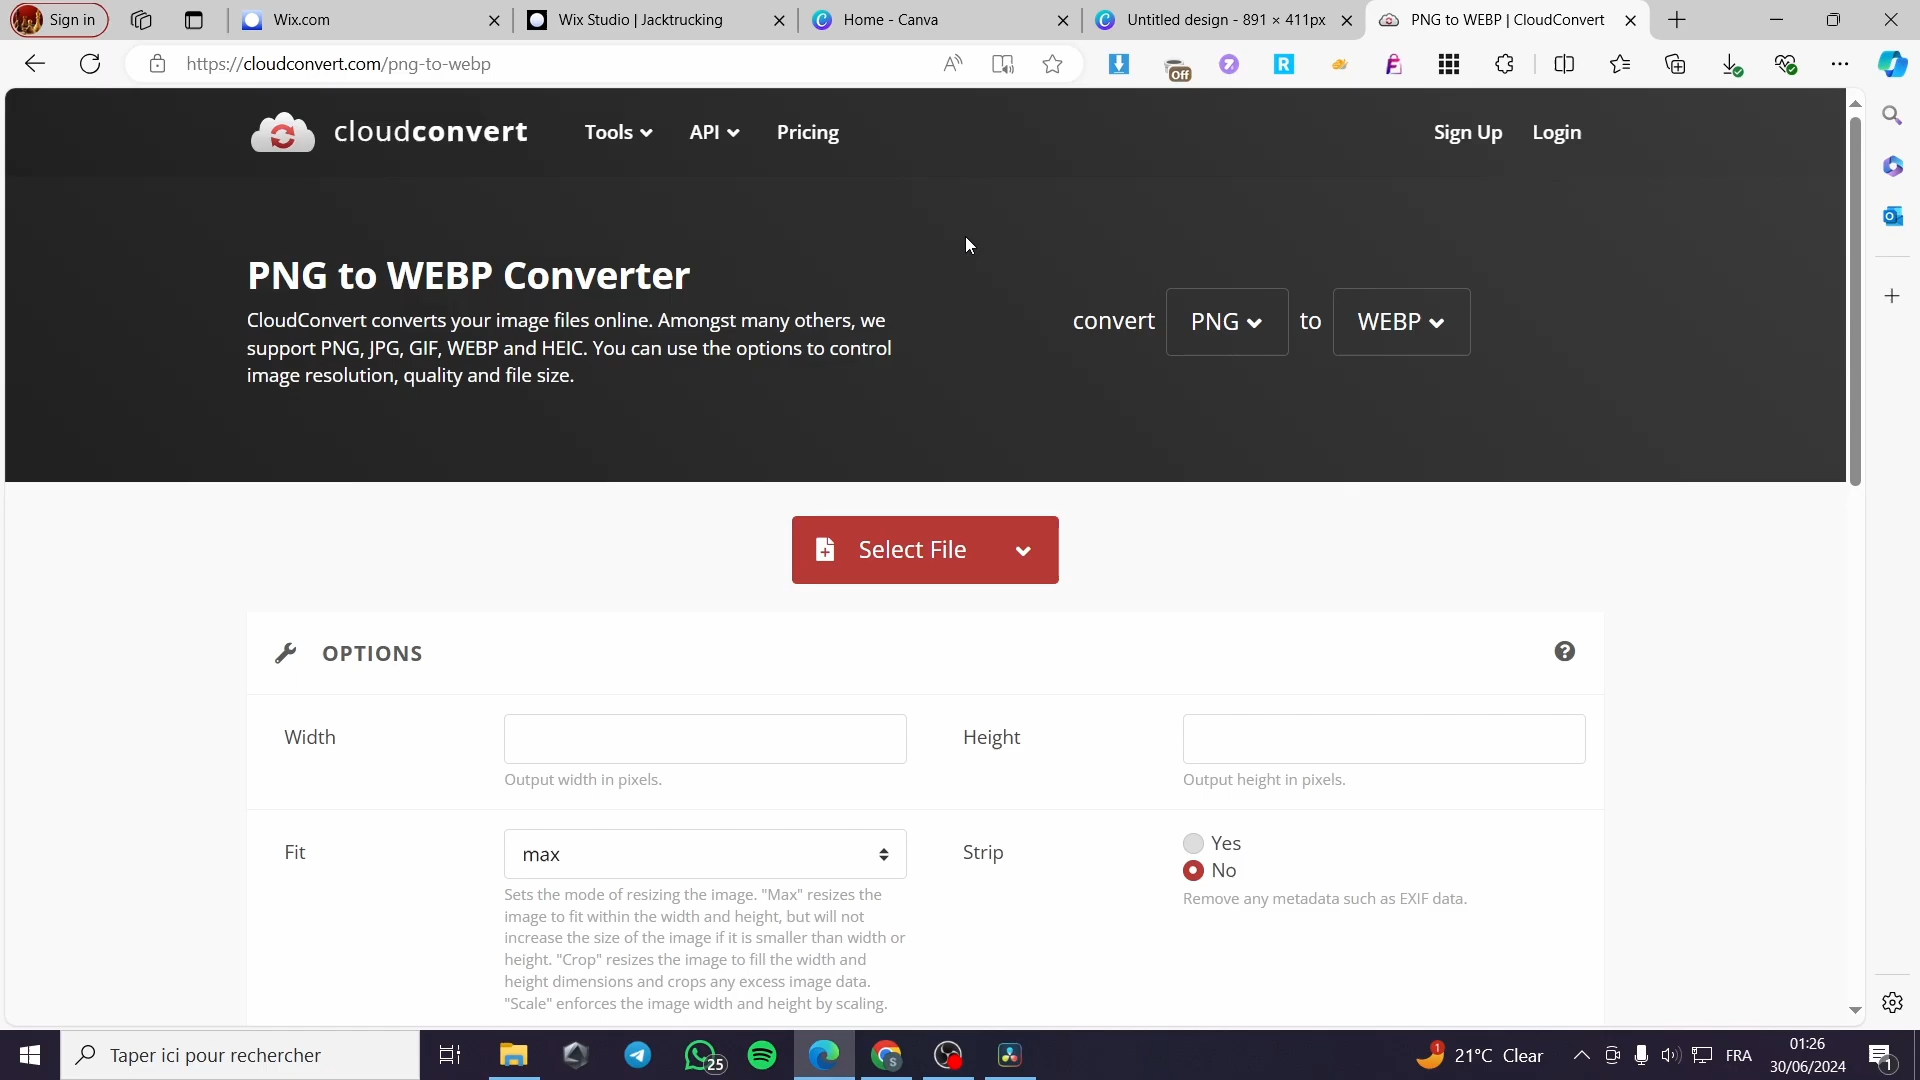 Sign in
Wix.com
Wix Studio | Jacktrucking
Home - Canva
Untitled design - 891 × 411px
PNG to WEBP | CloudConvert
https://cloudconvert.com/png-to-webp
Off
cloudconvert
Tools
API
Pricing
Sign Up
Login
PNG to WEBP Converter
CloudConvert converts your image files online. Amongst many others, we
support PNG, JPG, GIF, WEBP and HEIC. You can use the options to control
image resolution, quality and file size.
convert PNG to WEBP
Select File
OPTIONS
Width
Output width in pixels.
Height
Output height in pixels.
Fit
max
Sets the mode of resizing the image. "Max" resizes the
image to fit within the width and height, but will not
increase the size of the image if it is smaller than width or
height. "Crop" resizes the image to fill the width and
height dimensions and crops any excess image data.
"Scale" enforces the image width and height by scaling.
Strip
Yes
No
Remove any metadata such as EXIF data.
Taper ici pour rechercher
25
1
21°C Clear
FRA
01:26
30/06/2024
1